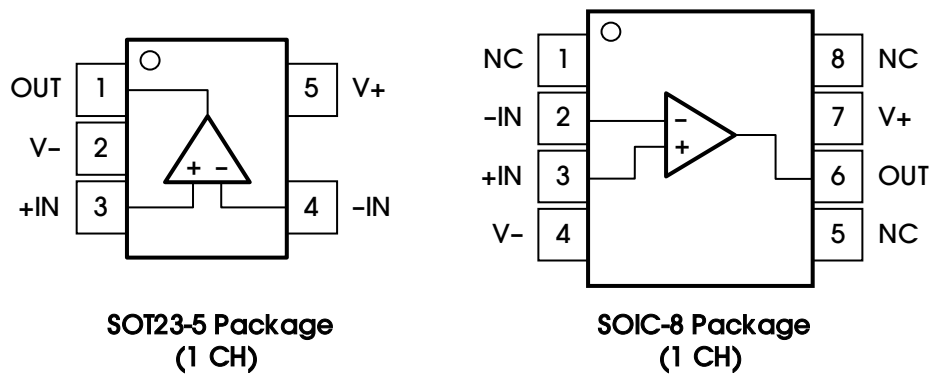 OUT 1 5 V+
V– 2
+IN 3 4 –IN
+ –
SOT23-5 Package
(1 CH)
NC 1 8 NC
–IN 2 7 V+
+IN 3 6 OUT
V– 4 5 NC
–
+
SOIC-8 Package
(1 CH)